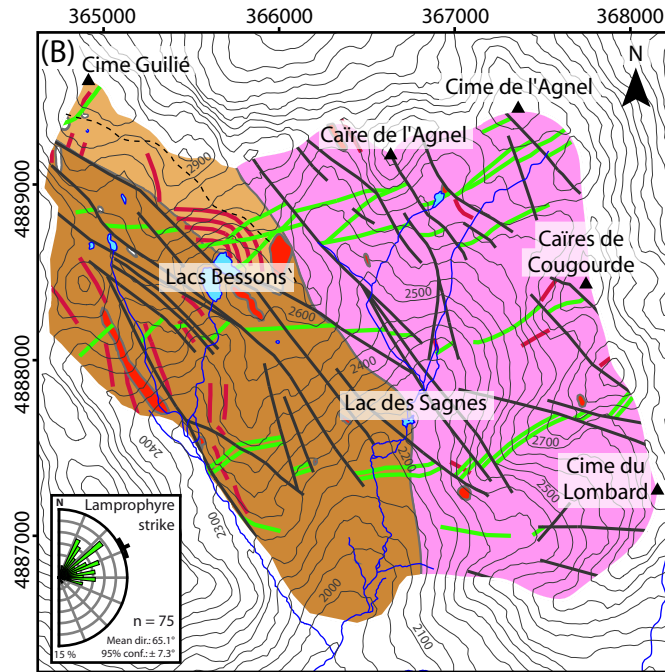 365000 366000 367000 368000
(B)
Cime Guilié
Cime de l'Agnel
N
Caïre de l'Agnel
2900
4889000
Caïres de
Cougourde
Lacs Bessons
2500
2600
4888000
2400
Lac des Sagnes
2400
2700
2200
Cime du
Lombard
2500
2300
4887000
N
Lamprophyre
strike
2000
2100
n = 75
Mean dir.: 65.1°
95% conf.: ± 7.3°
15 %